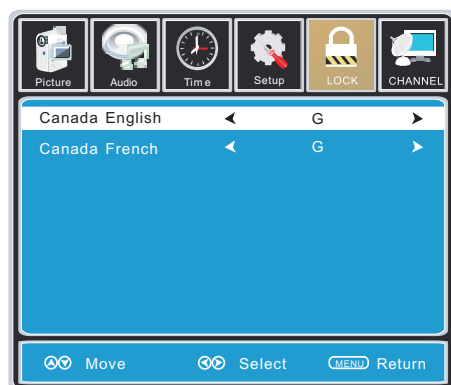 Picture Audio Time Setup LOCK CHANNEL
Canada English G
Canada French G
Move Select MENU Return